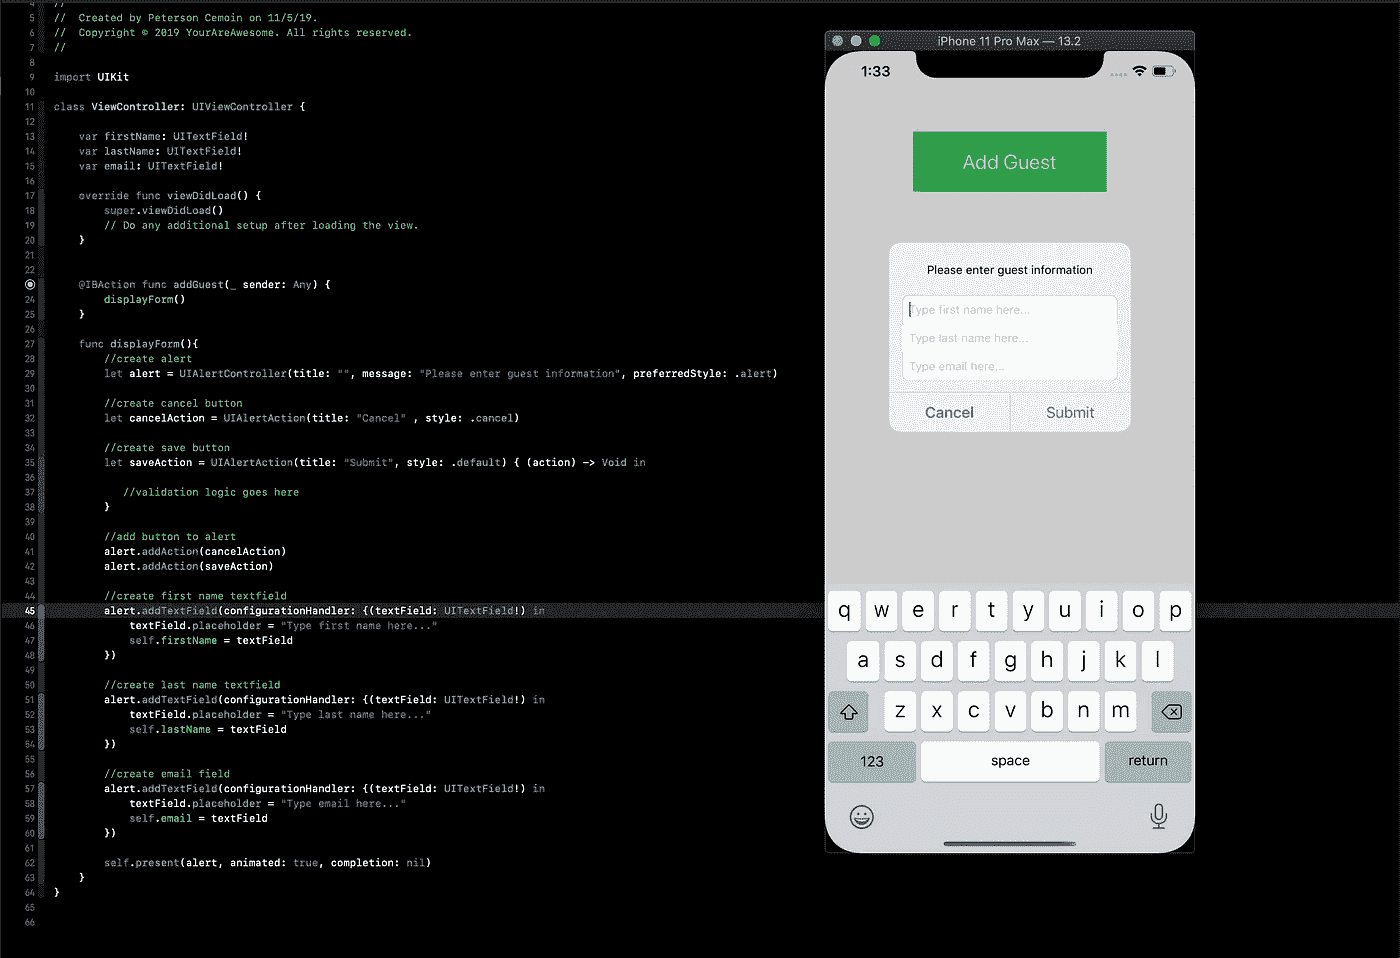 4 //
5 // Created by Peterson Cemoin on 11/5/19.
6 // Copyright © 2019 YourAreAwesome. All rights reserved.
7 //
8
9 import UIKit
10
11 class ViewController: UIViewController {
12
13 var firstName: UITextField!
14 var lastName: UITextField!
15 var email: UITextField!
16
17 override func viewDidLoad() {
18 super.viewDidLoad()
19 // Do any additional setup after loading the view.
20 }
21
22
@IBAction func addGuest(_ sender: Any) {
24 displayForm()
25 }
26
27 func displayForm(){
28 //create alert
29 let alert = UIAlertController(title: "", message: "Please enter guest information", preferredStyle: .alert)
30
31 //create cancel button
32 let cancelAction = UIAlertAction(title: "Cancel" , style: .cancel)
33
34 //create save button
35 let saveAction = UIAlertAction(title: "Submit", style: .default) { (action) -> Void in
36
37 //validation logic goes here
38 }
39
40 //add button to alert
41 alert.addAction(cancelAction)
42 alert.addAction(saveAction)
43
44 //create first name textfield
45 alert.addTextField(configurationHandler: {(textField: UITextField!) in
46 textField.placeholder = "Type first name here..."
47 self.firstName = textField
48 })
49
50 //create last name textfield
51 alert.addTextField(configurationHandler: {(textField: UITextField!) in
52 textField.placeholder = "Type last name here..."
53 self.lastName = textField
54 })
55
56 //create email field
57 alert.addTextField(configurationHandler: {(textField: UITextField!) in
58 textField.placeholder = "Type email here..."
59 self.email = textField
60 })
61
62 self.present(alert, animated: true, completion: nil)
63 }
64 }
65
66
iPhone 11 Pro Max — 13.2
1:33
Add Guest
Please enter guest information
Type first name here...
Type last name here...
Type email here...
Cancel Submit
q w e r t y u i o p
a s d f g h j k l
z x c v b n m
123 space return